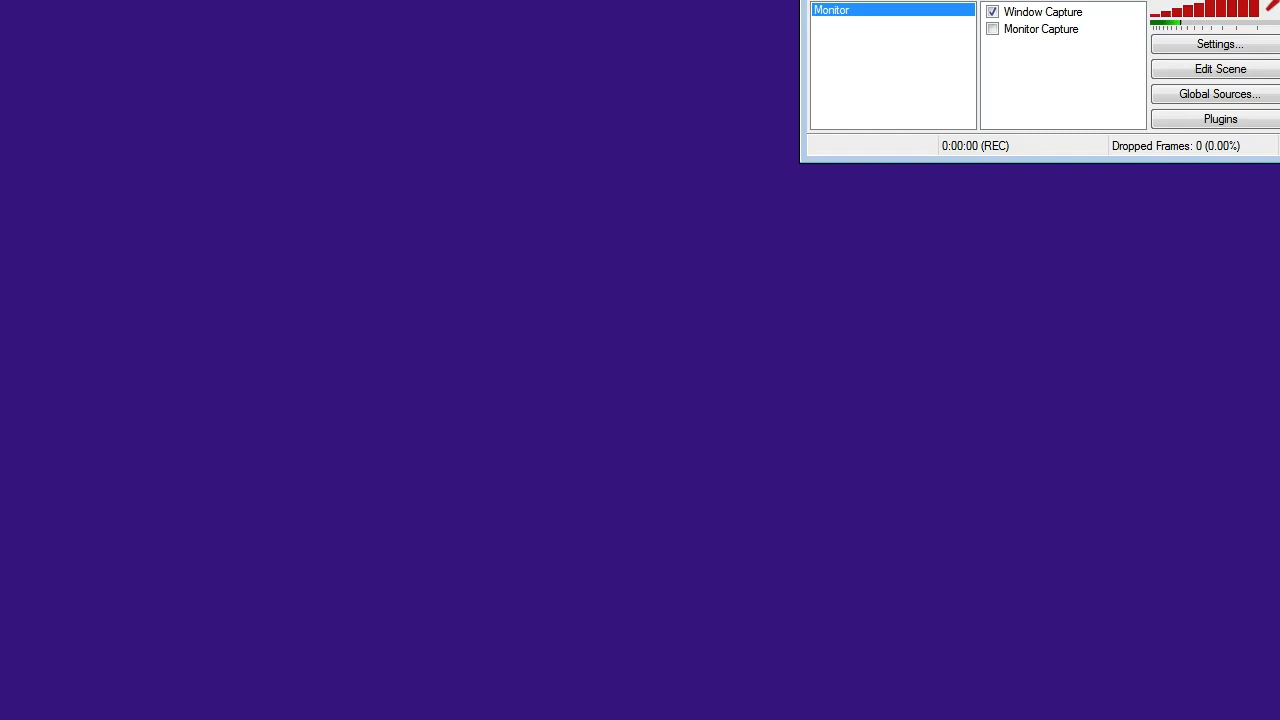 Monitor
Window Capture
Monitor Capture
Settings...
Edit Scene
Global Sources...
Plugins
0:00:00 (REC)
Dropped Frames: 0 (0.00%)